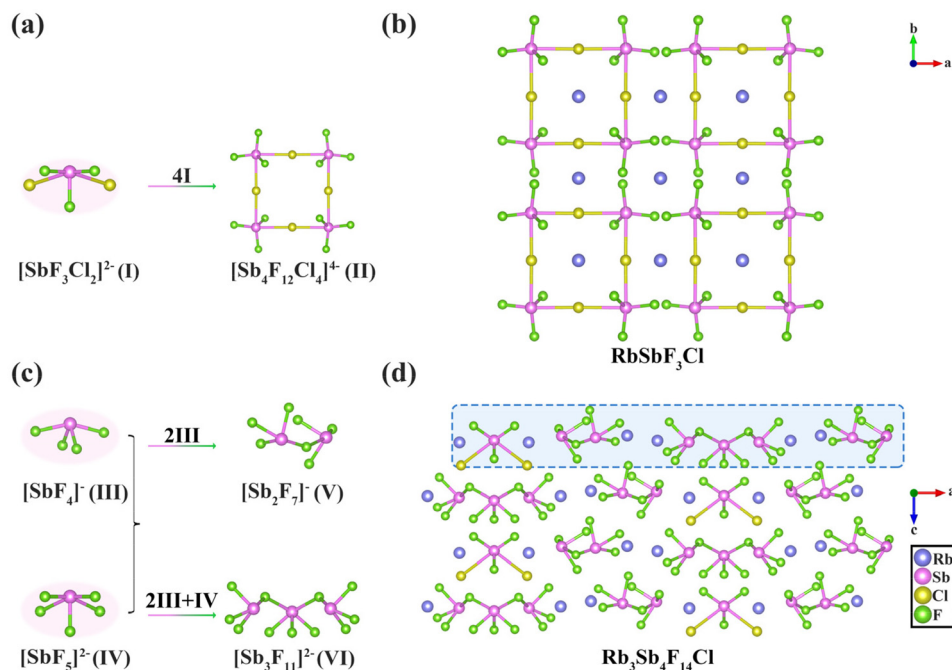 (a)
[SbF₃Cl₂]²⁻ (I)
4I
[Sb₄F₁₂Cl₄]⁴⁻ (II)
(b)
b
a
RbSbF₃Cl
(c)
[SbF₄]⁻ (III)
2III
[Sb₂F₇]⁻ (V)
[SbF₅]²⁻ (IV)
2III+IV
[Sb₃F₁₁]²⁻ (VI)
(d)
a
c
Rb
Sb
Cl
F
Rb₃Sb₄F₁₄Cl